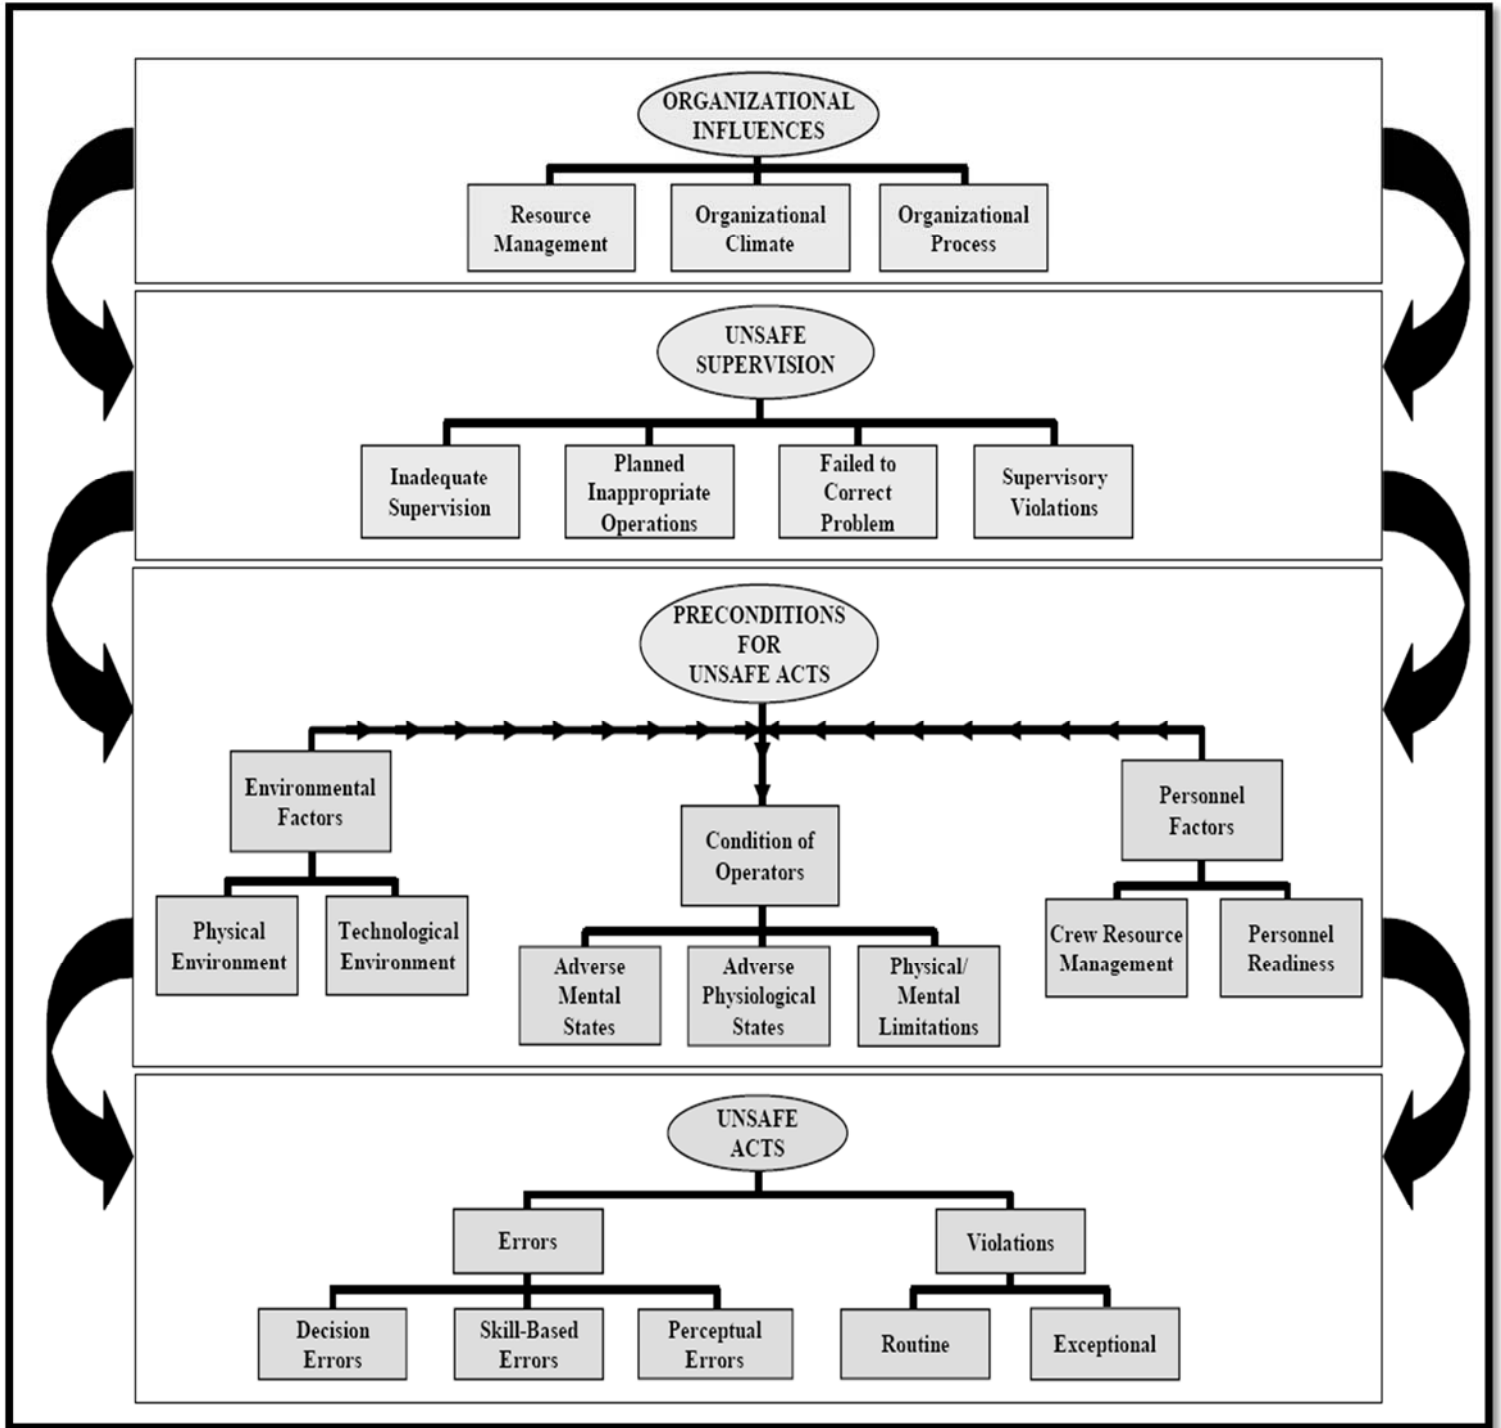 ORGANIZATIONAL
INFLUENCES
Resource
Management
Organizational
Climate
Organizational
Process
UNSAFE
SUPERVISION
Inadequate
Supervision
Planned
Inappropriate
Operations
Failed to
Correct
Problem
Supervisory
Violations
PRECONDITIONS
FOR
UNSAFE ACTS
Environmental
Factors
Condition of
Operators
Personnel
Factors
Physical
Environment
Technological
Environment
Adverse
Mental
States
Adverse
Physiological
States
Physical/
Mental
Limitations
Crew Resource
Management
Personnel
Readiness
UNSAFE
ACTS
Errors
Violations
Decision
Errors
Skill-Based
Errors
Perceptual
Errors
Routine
Exceptional